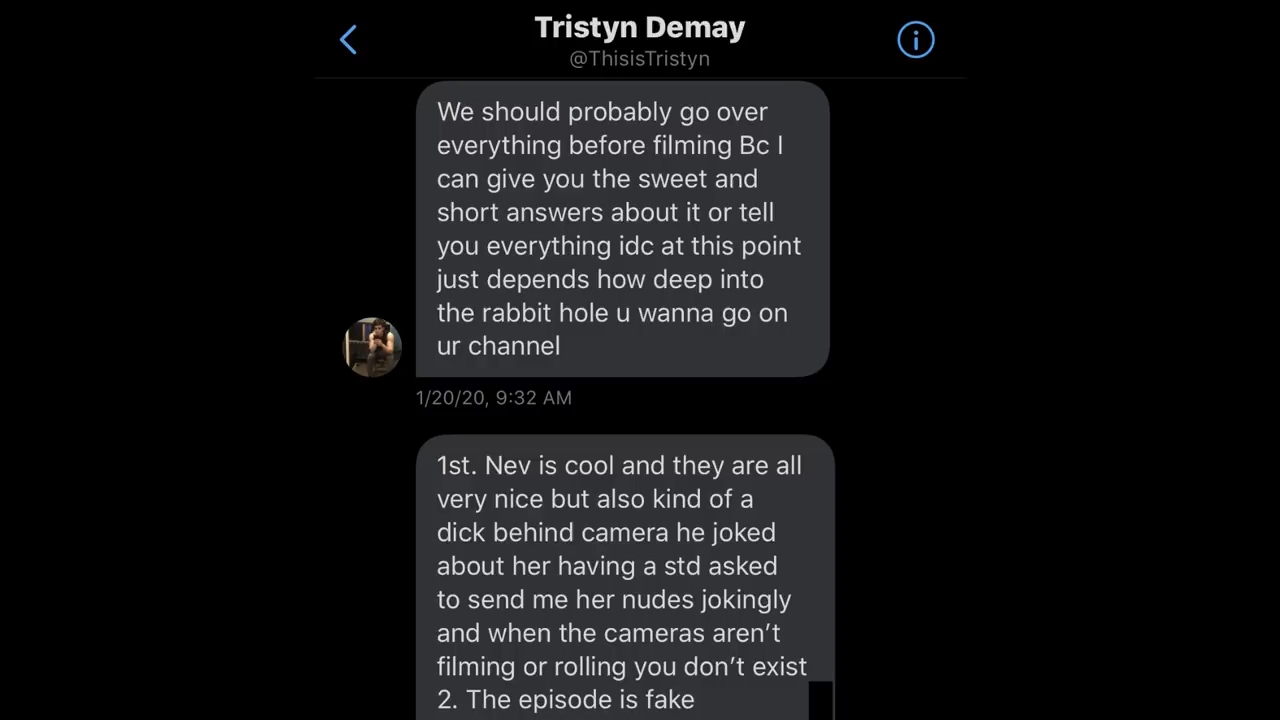 Tristyn Demay
@ThisisTristyn
We should probably go over
everything before filming Bc I
can give you the sweet and
short answers about it or tell
you everything idc at this point
just depends how deep into
the rabbit hole u wanna go on
ur channel
1/20/20, 9:32 AM
1st. Nev is cool and they are all
very nice but also kind of a
dick behind camera he joked
about her having a std asked
to send me her nudes jokingly
and when the cameras aren’t
filming or rolling you don’t exist
2. The episode is fake